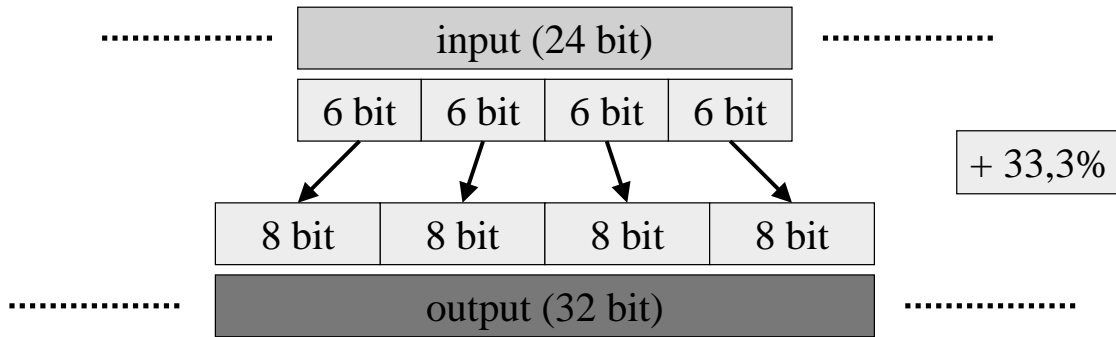 input (24 bit)
6 bit 6 bit 6 bit 6 bit
+ 33,3%
8 bit 8 bit 8 bit 8 bit
output (32 bit)